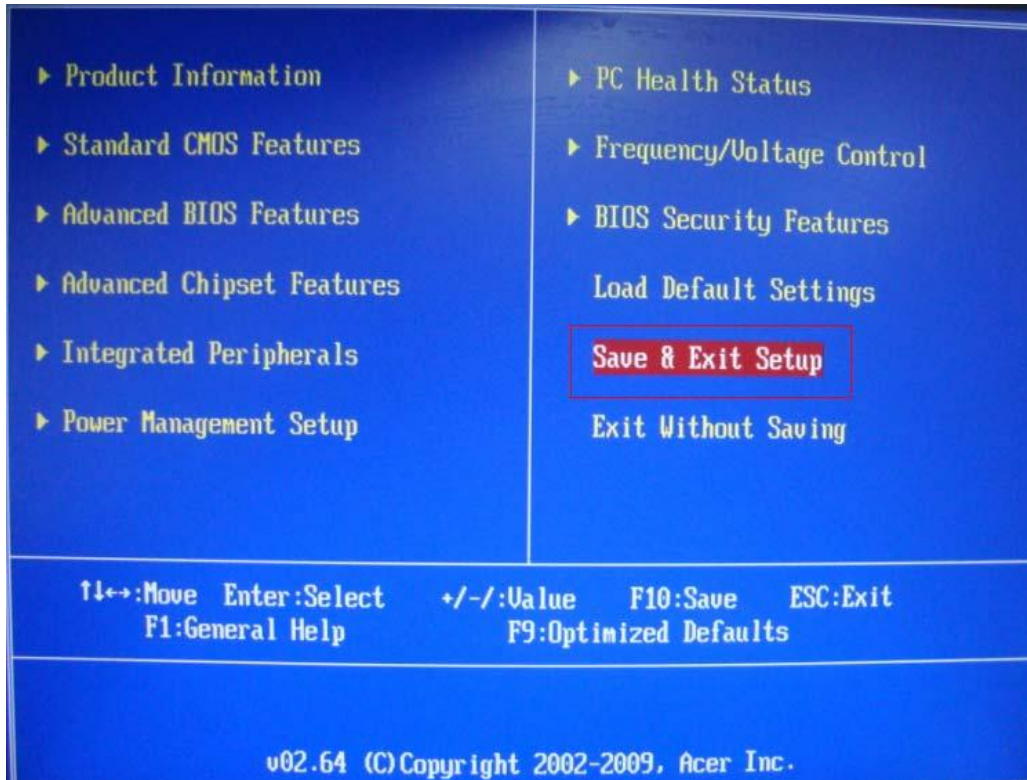 Product Information
Standard CMOS Features
Advanced BIOS Features
Advanced Chipset Features
Integrated Peripherals
Power Management Setup
PC Health Status
Frequency/Voltage Control
BIOS Security Features
Load Default Settings
Save & Exit Setup
Exit Without Saving
↑↓←→:Move Enter:Select +/-/:Value F10:Save ESC:Exit
F1:General Help F9:Optimized Defaults
v02.64 (C)Copyright 2002-2009, Acer Inc.